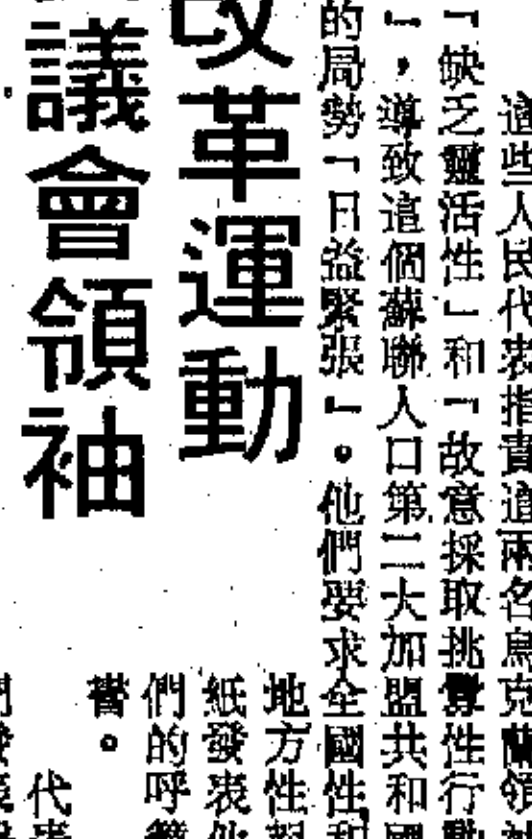 這些人民代表指責這兩名烏克蘭領
「缺乏靈活性」和「故意採取挑釁性行
」，導致這個蘇聯人口第二大加盟共和國
的局勢「日益緊張」。他們要求全國性和
地方性
紙發表
們的呼籲
改革運動
議會領袖
代表